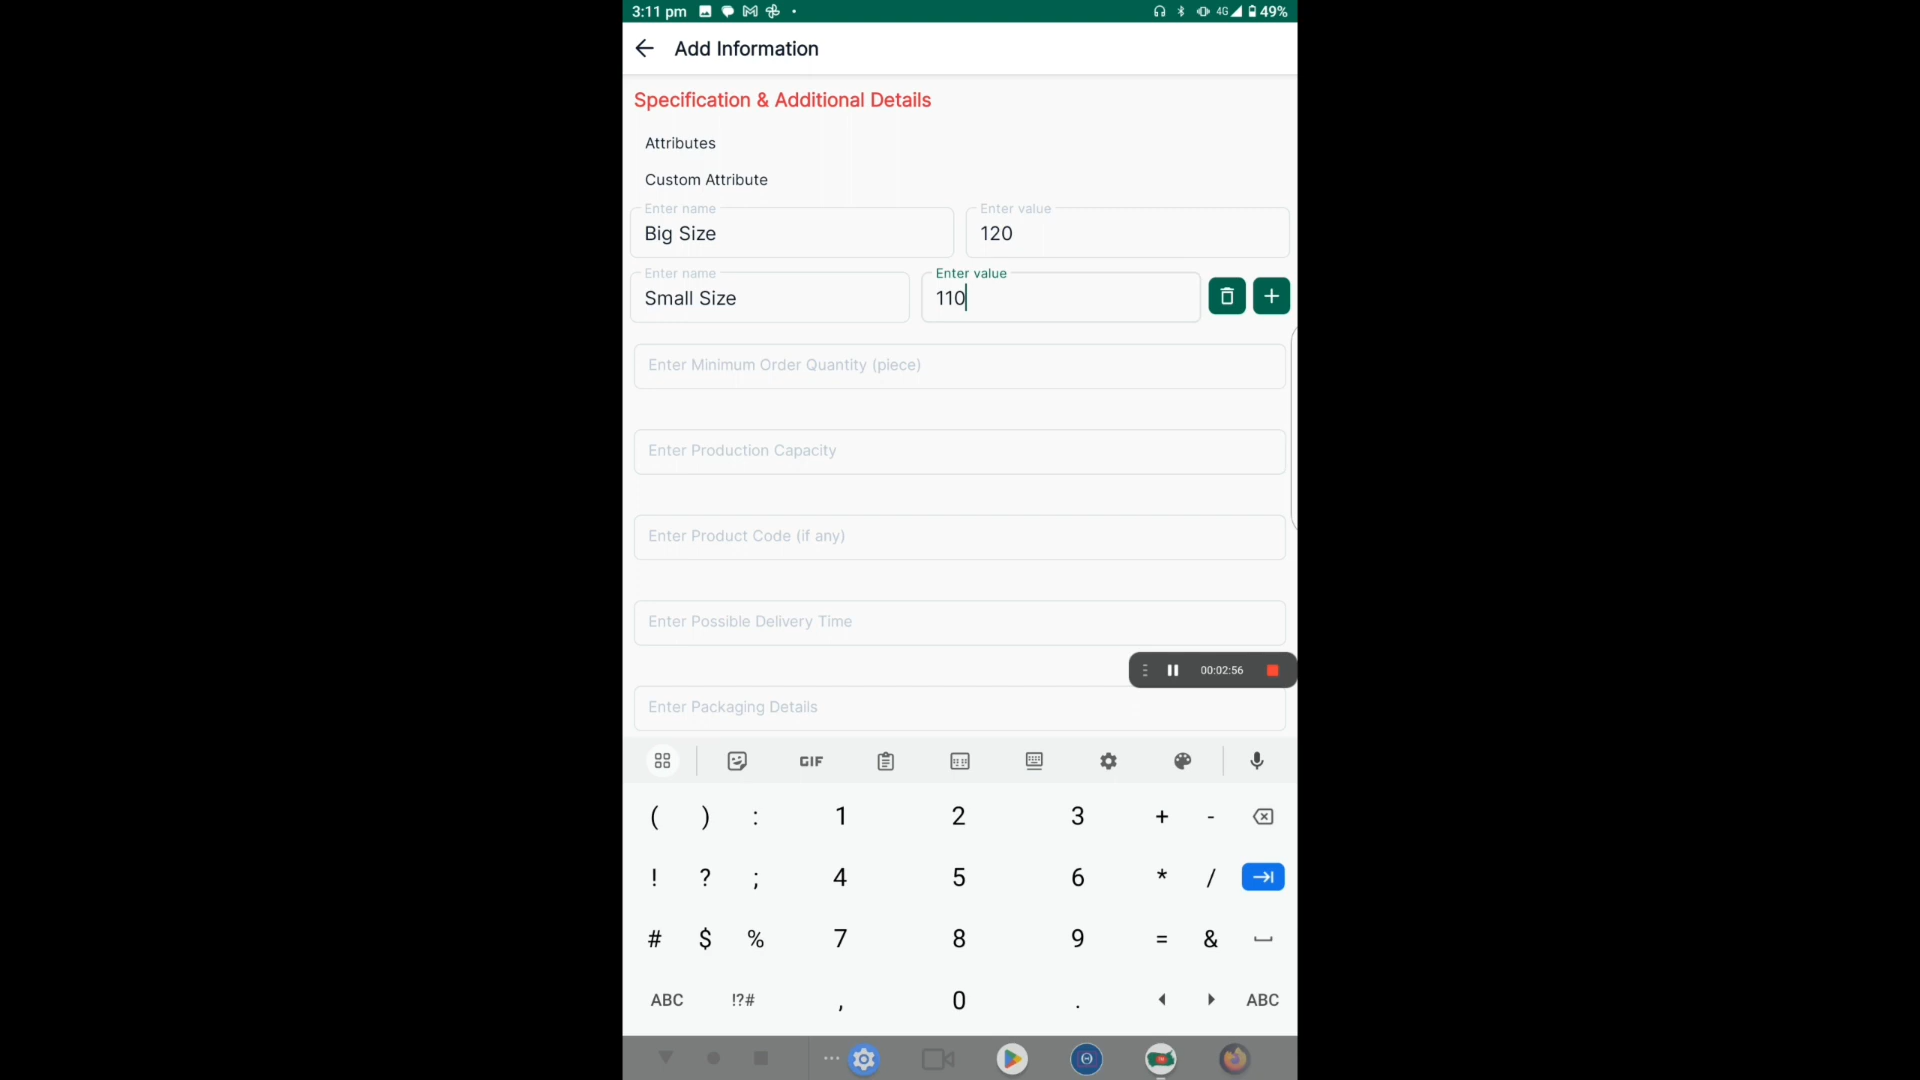 3:11 pm 4G 49%
Add Information
Specification & Additional Details
Attributes
Custom Attribute
Enter name Enter value
Big Size 120
Enter name Enter value
Small Size 110
Enter Minimum Order Quantity (piece)
Enter Production Capacity
Enter Product Code (if any)
Enter Possible Delivery Time
00:02:56
Enter Packaging Details
GIF
( ) : 1 2 3 + -
! ? ; 4 5 6 * /
# $ % 7 8 9 = &
ABC !?# , 0 . ABC